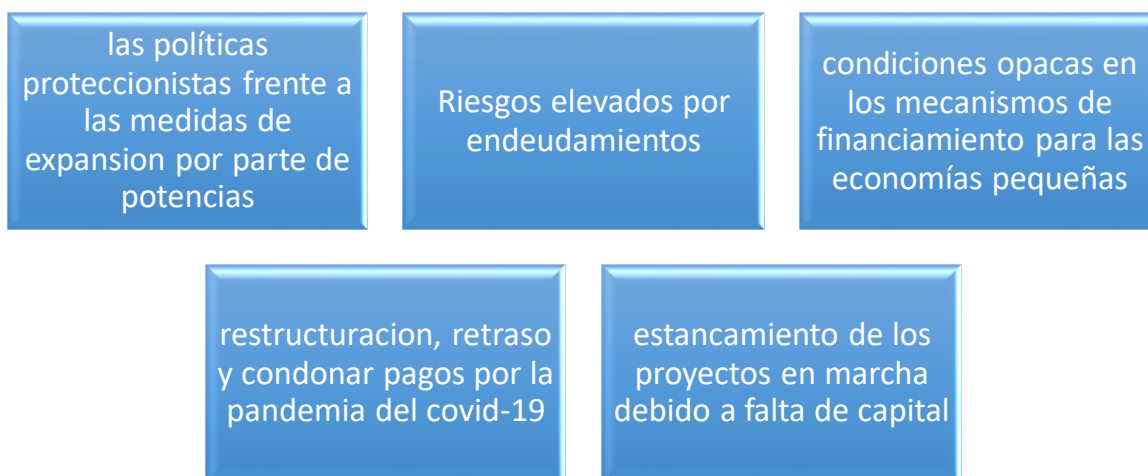 las políticas
proteccionistas frente a
las medidas de
expansion por parte de
potencias
Riesgos elevados por
endeudamientos
condiciones opacas en
los mecanismos de
financiamiento para las
economías pequeñas
restructuracion, retraso
y condonar pagos por la
pandemia del covid-19
estancamiento de los
proyectos en marcha
debido a falta de capital